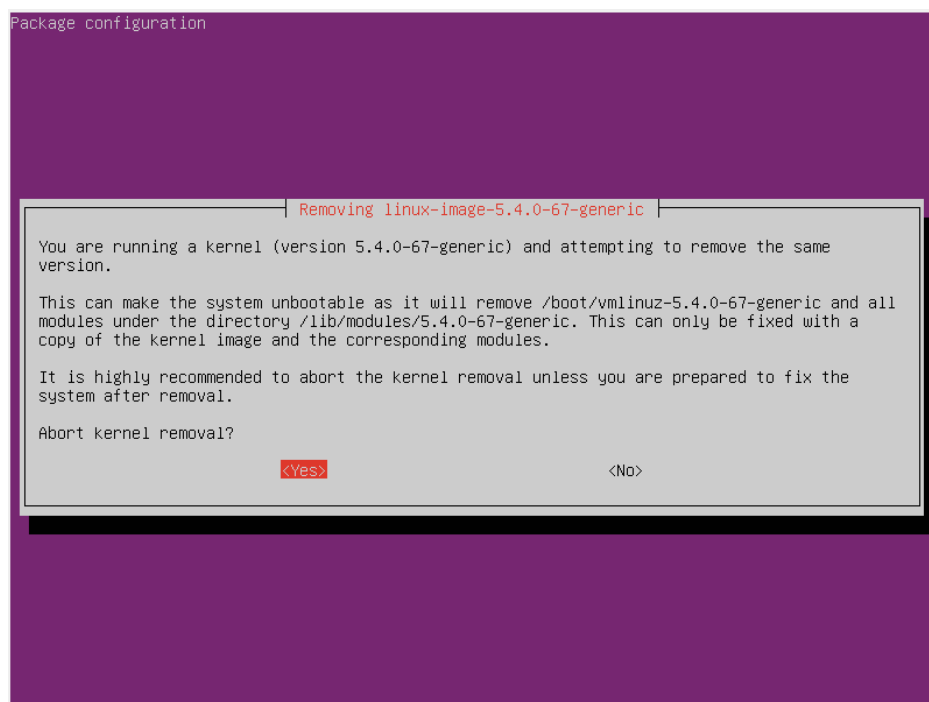 Package configuration
Removing linux-image-5.4.0-67-generic
You are running a kernel (version 5.4.0-67-generic) and attempting to remove the same
version.
This can make the system unbootable as it will remove /boot/vmlinuz-5.4.0-67-generic and all
modules under the directory /lib/modules/5.4.0-67-generic. This can only be fixed with a
copy of the kernel image and the corresponding modules.
It is highly recommended to abort the kernel removal unless you are prepared to fix the
system after removal.
Abort kernel removal?
<Yes> <No>